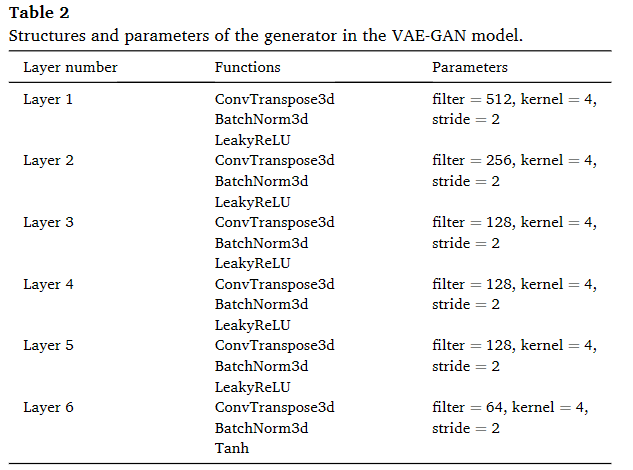 Table 2
Structures and parameters of the generator in the VAE-GAN model.
Layer number Functions Parameters
Layer 1 ConvTranspose3d filter = 512, kernel = 4,
BatchNorm3d stride = 2
LeakyReLU
Layer 2 ConvTranspose3d filter = 256, kernel = 4,
BatchNorm3d stride = 2
LeakyReLU
Layer 3 ConvTranspose3d filter = 128, kernel = 4,
BatchNorm3d stride = 2
LeakyReLU
Layer 4 ConvTranspose3d filter = 128, kernel = 4,
BatchNorm3d stride = 2
LeakyReLU
Layer 5 ConvTranspose3d filter = 128, kernel = 4,
BatchNorm3d stride = 2
LeakyReLU
Layer 6 ConvTranspose3d filter = 64, kernel = 4,
BatchNorm3d stride = 2
Tanh